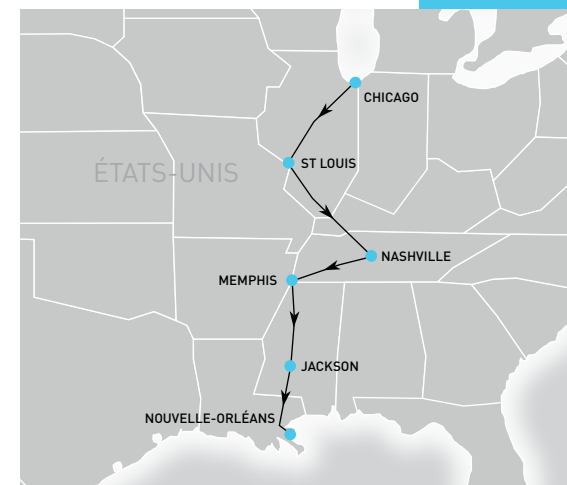 CHICAGO
ST LOUIS
ÉTATS-UNIS
NASHVILLE
MEMPHIS
JACKSON
NOUVELLE-ORLÉANS